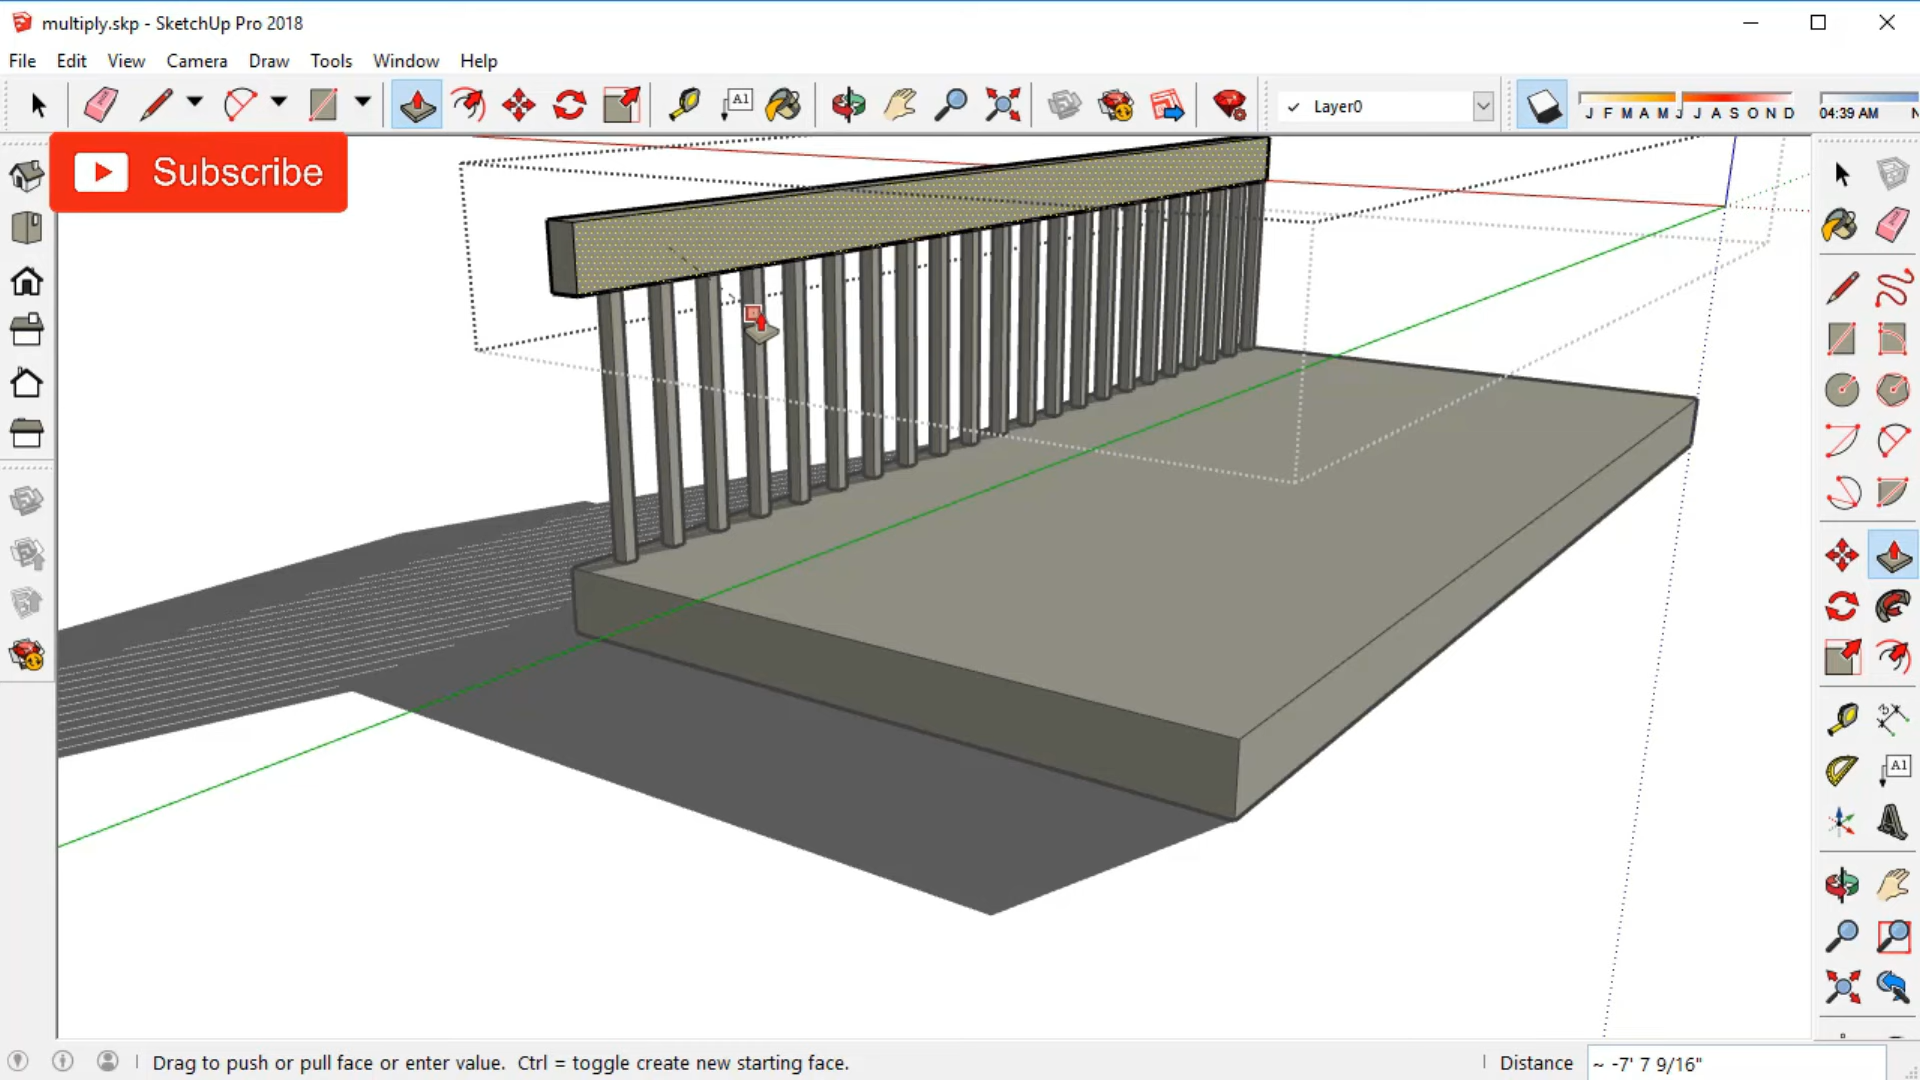 multiply.skp - SketchUp Pro 2018
File Edit View Camera Draw Tools Window Help
A1
Layer0
J F M A M J J A S O N D
04:39 AM N
Subscribe
A1
Drag to push or pull face or enter value. Ctrl = toggle create new starting face.
Distance ~ -7' 7 9/16"